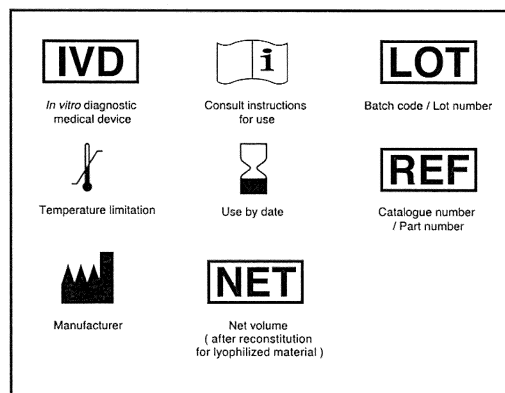 IVD
In vitro diagnostic
medical device
i
Consult instructions
for use
LOT
Batch code / Lot number
Temperature limitation
Use by date
REF
Catalogue number
/ Part number
Manufacturer
NET
Net volume
( after reconstitution
for lyophilized material )